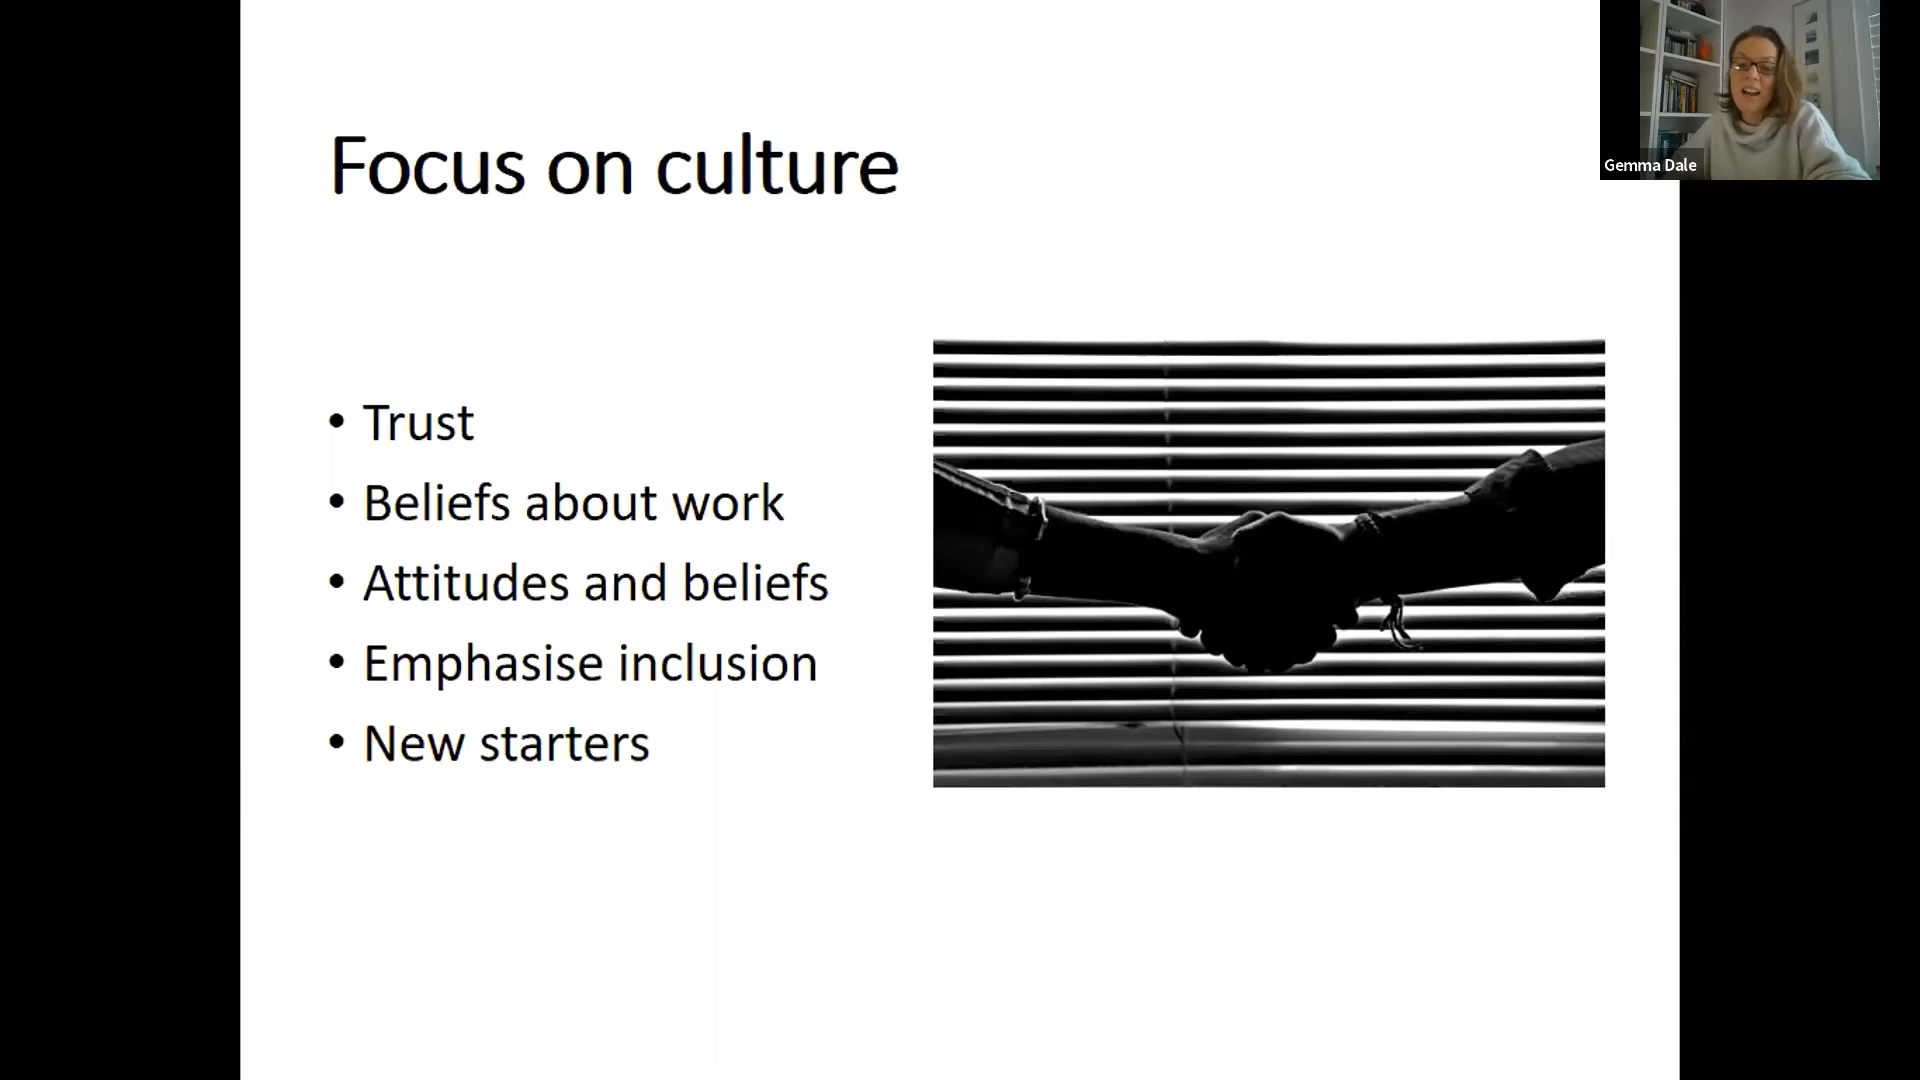 Focus on culture
• Trust
• Beliefs about work
• Attitudes and beliefs
• Emphasise inclusion
• New starters
Gemma Dale